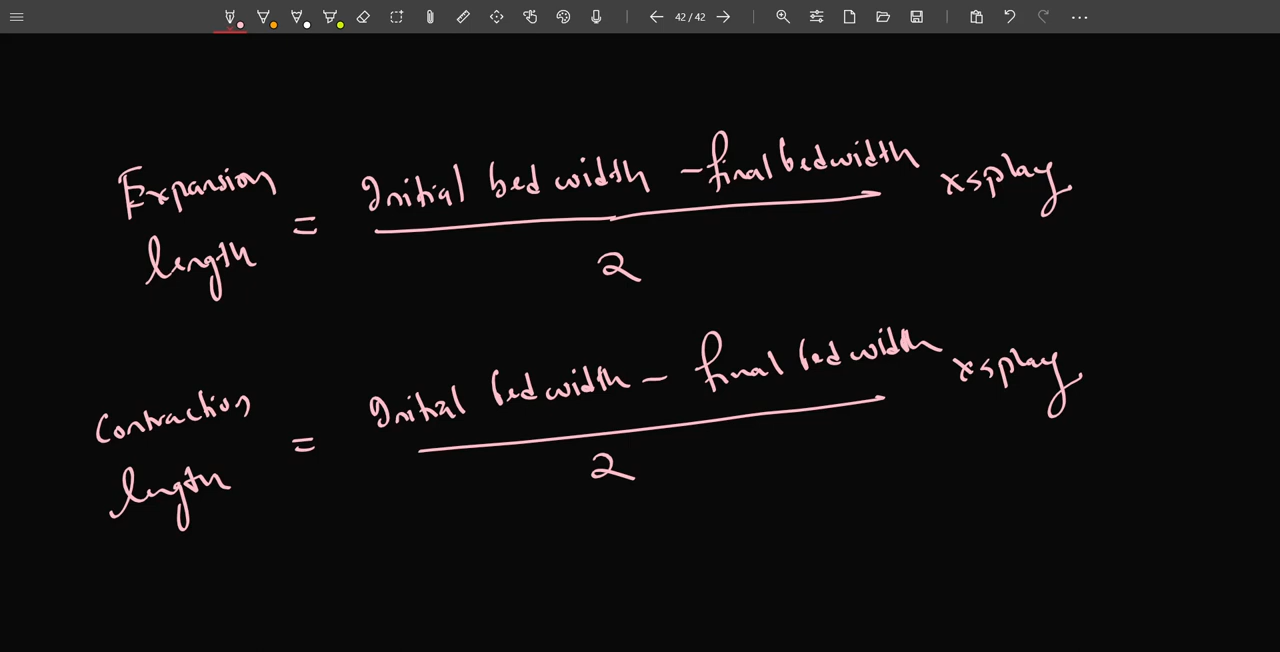 42 / 42
Expansion length = Initial bed width - final bed width / 2 x splay
Contraction length = Initial bed width - final bed width / 2 x splay